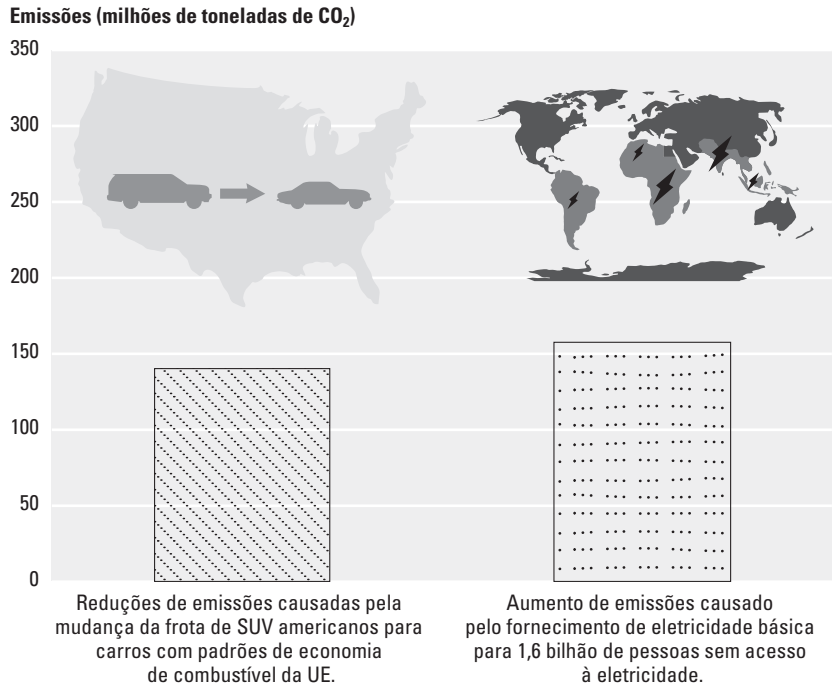 Emissões (milhões de toneladas de CO₂)
350
300
250
200
150
100
50
0
Reduções de emissões causadas pela
mudança da frota de SUV americanos para
carros com padrões de economia
de combustível da UE.
Aumento de emissões causado
pelo fornecimento de eletricidade básica
para 1,6 bilhão de pessoas sem acesso
à eletricidade.